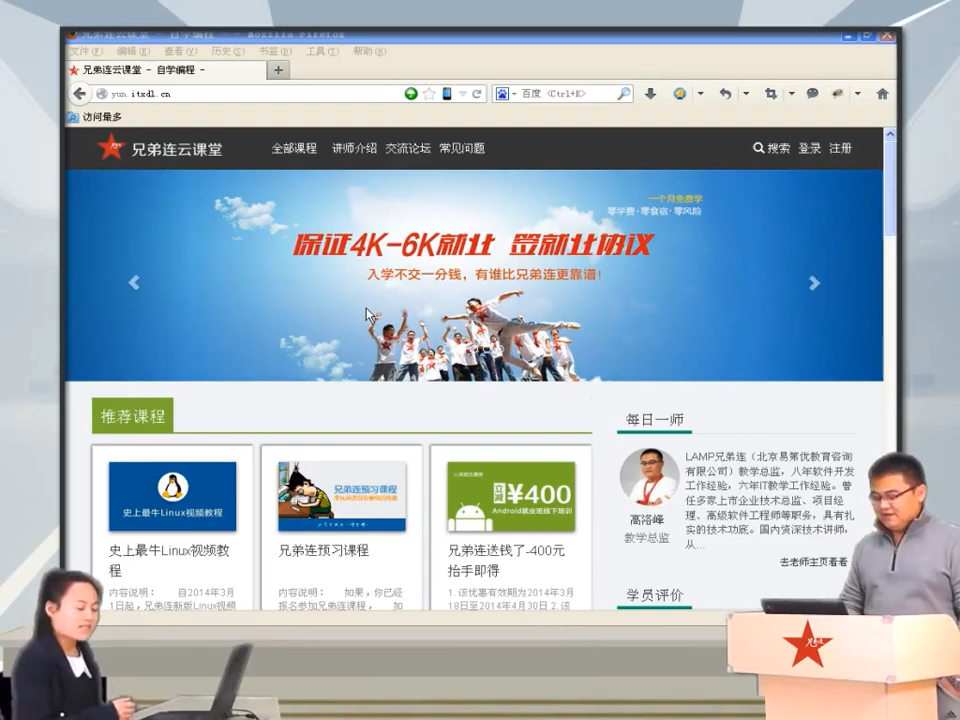 兄弟连云课堂 - 自学编程 - Mozilla Firefox
文件(F) 编辑(E) 查看(V) 历史(S) 书签(B) 工具(T) 帮助(H)
兄弟连云课堂 - 自学编程 -
yun.itxdl.cn
百度 <Ctrl+K>
访问最多
兄弟连云课堂 全部课程 讲师介绍 交流论坛 常见问题 搜索 登录 注册
一个月免费学
零学费·零食宿·零风险
保证4K-6K就业 签就业协议
入学不交一分钱，有谁比兄弟连更靠谱！
推荐课程
史上最牛Linux视频教程
史上最牛Linux视频教
程
内容说明： 自2014年3月
1日起，兄弟连新版Linux视频
兄弟连预习课程
兄弟连预习课程
内容说明： 如果，你已经
报名参加兄弟连课程， 如
立减¥400
Android就业班线下培训
兄弟连送钱了-400元
抬手即得
1. 该优惠有效期为2014年3月
18日至2014年4月30日 2. 该
每日一师
高洛峰
教学总监
LAMP兄弟连（北京易第优教育咨询
有限公司）教学总监，八年软件开发
工作经验，六年IT教学工作经验。曾
任多家上市企业技术总监、项目经
理、高级软件工程师等职务，具有扎
实的技术功底。国内资深技术讲师，
从...
去老师主页看看
学员评价